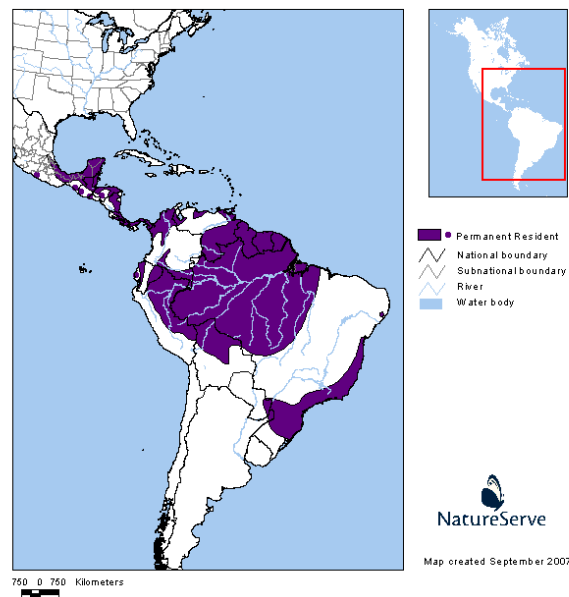 Permanent Resident
National boundary
Subnational boundary
River
Water body
NatureServe
Map created September 2007
750 0 750 Kilometers